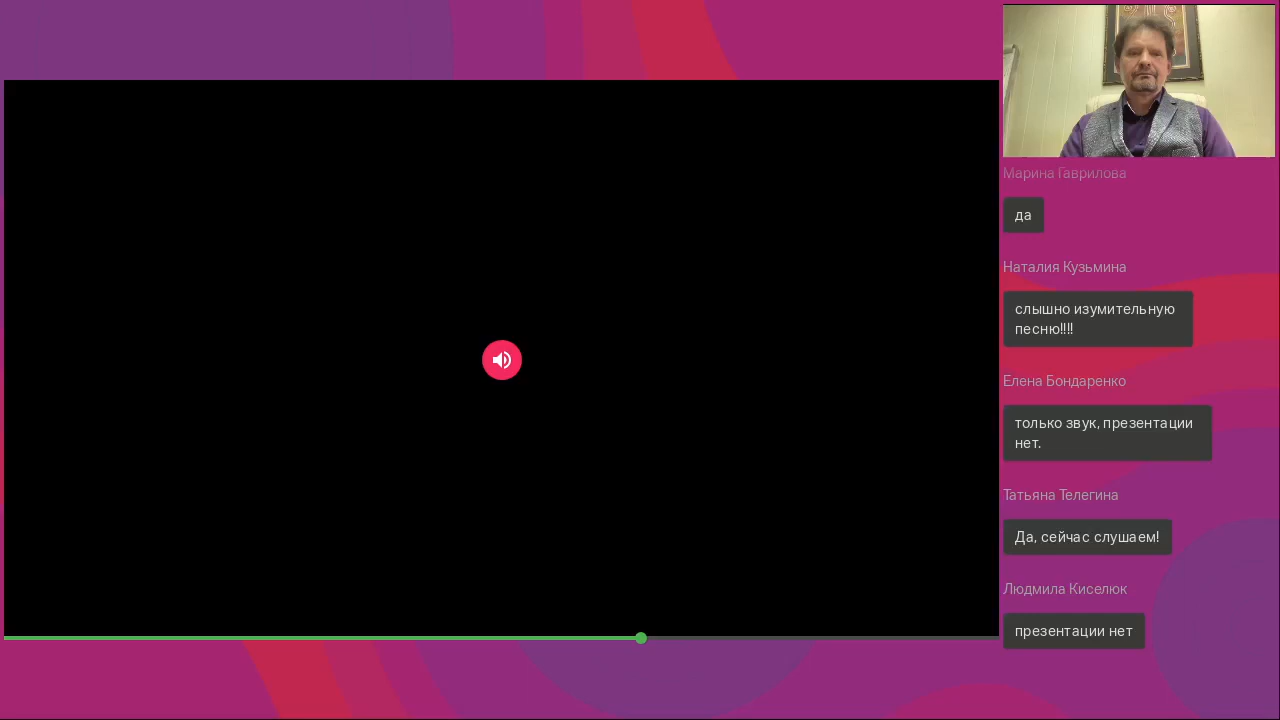 Марина Гаврилова
да
Наталия Кузьмина
слышно изумительную
песню!!!!
Елена Бондаренко
только звук, презентации
нет.
Татьяна Телегина
Да, сейчас слушаем!
Людмила Киселюк
презентации нет